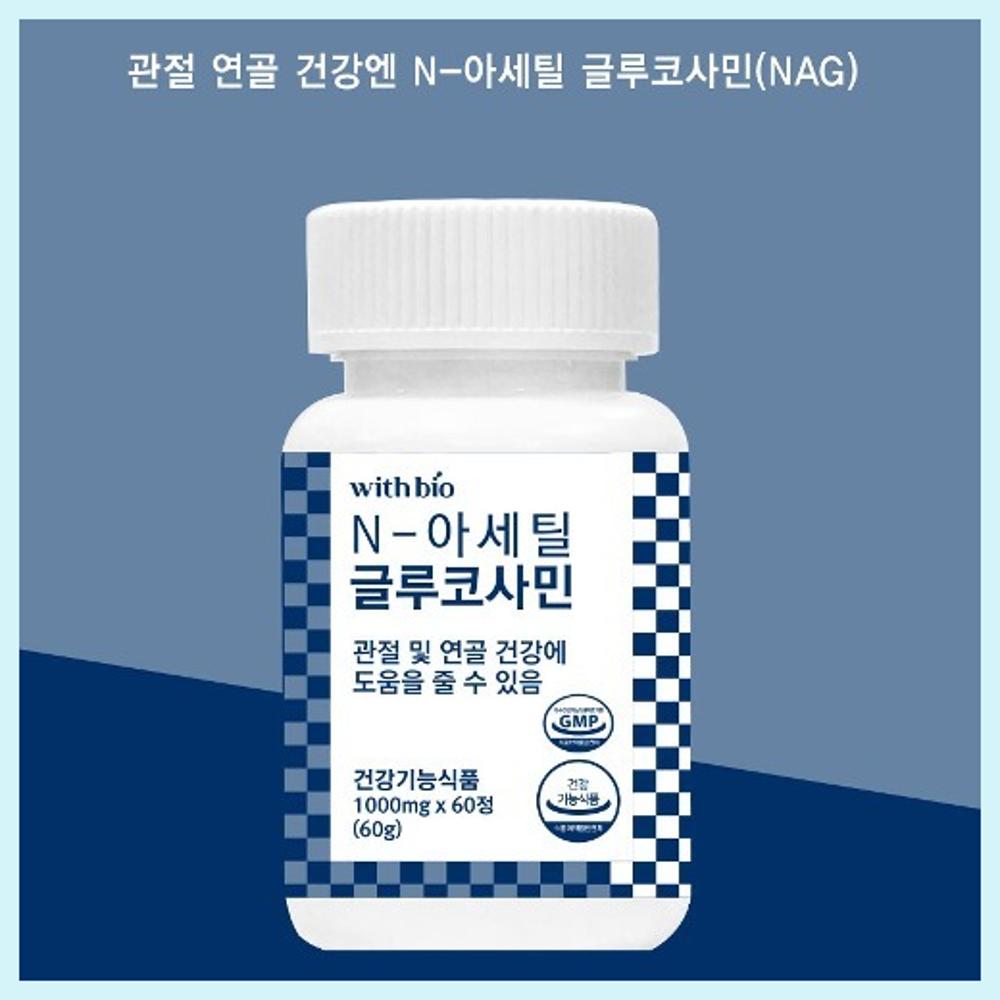 관절 연골 건강엔 N-아세틸 글루코사민(NAG)
with bio
N-아세틸
글루코사민
관절 및 연골 건강에
도움을 줄 수 있음
GMP
건강기능식품
1000mg x 60정
(60g)
건강
기능식품